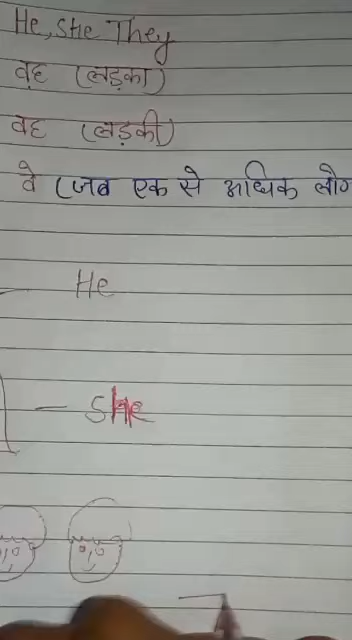 He, SHe They
वह (लड़का)
वह (लड़की)
वे (जब एक से अधिक लोग
— He
— SHe